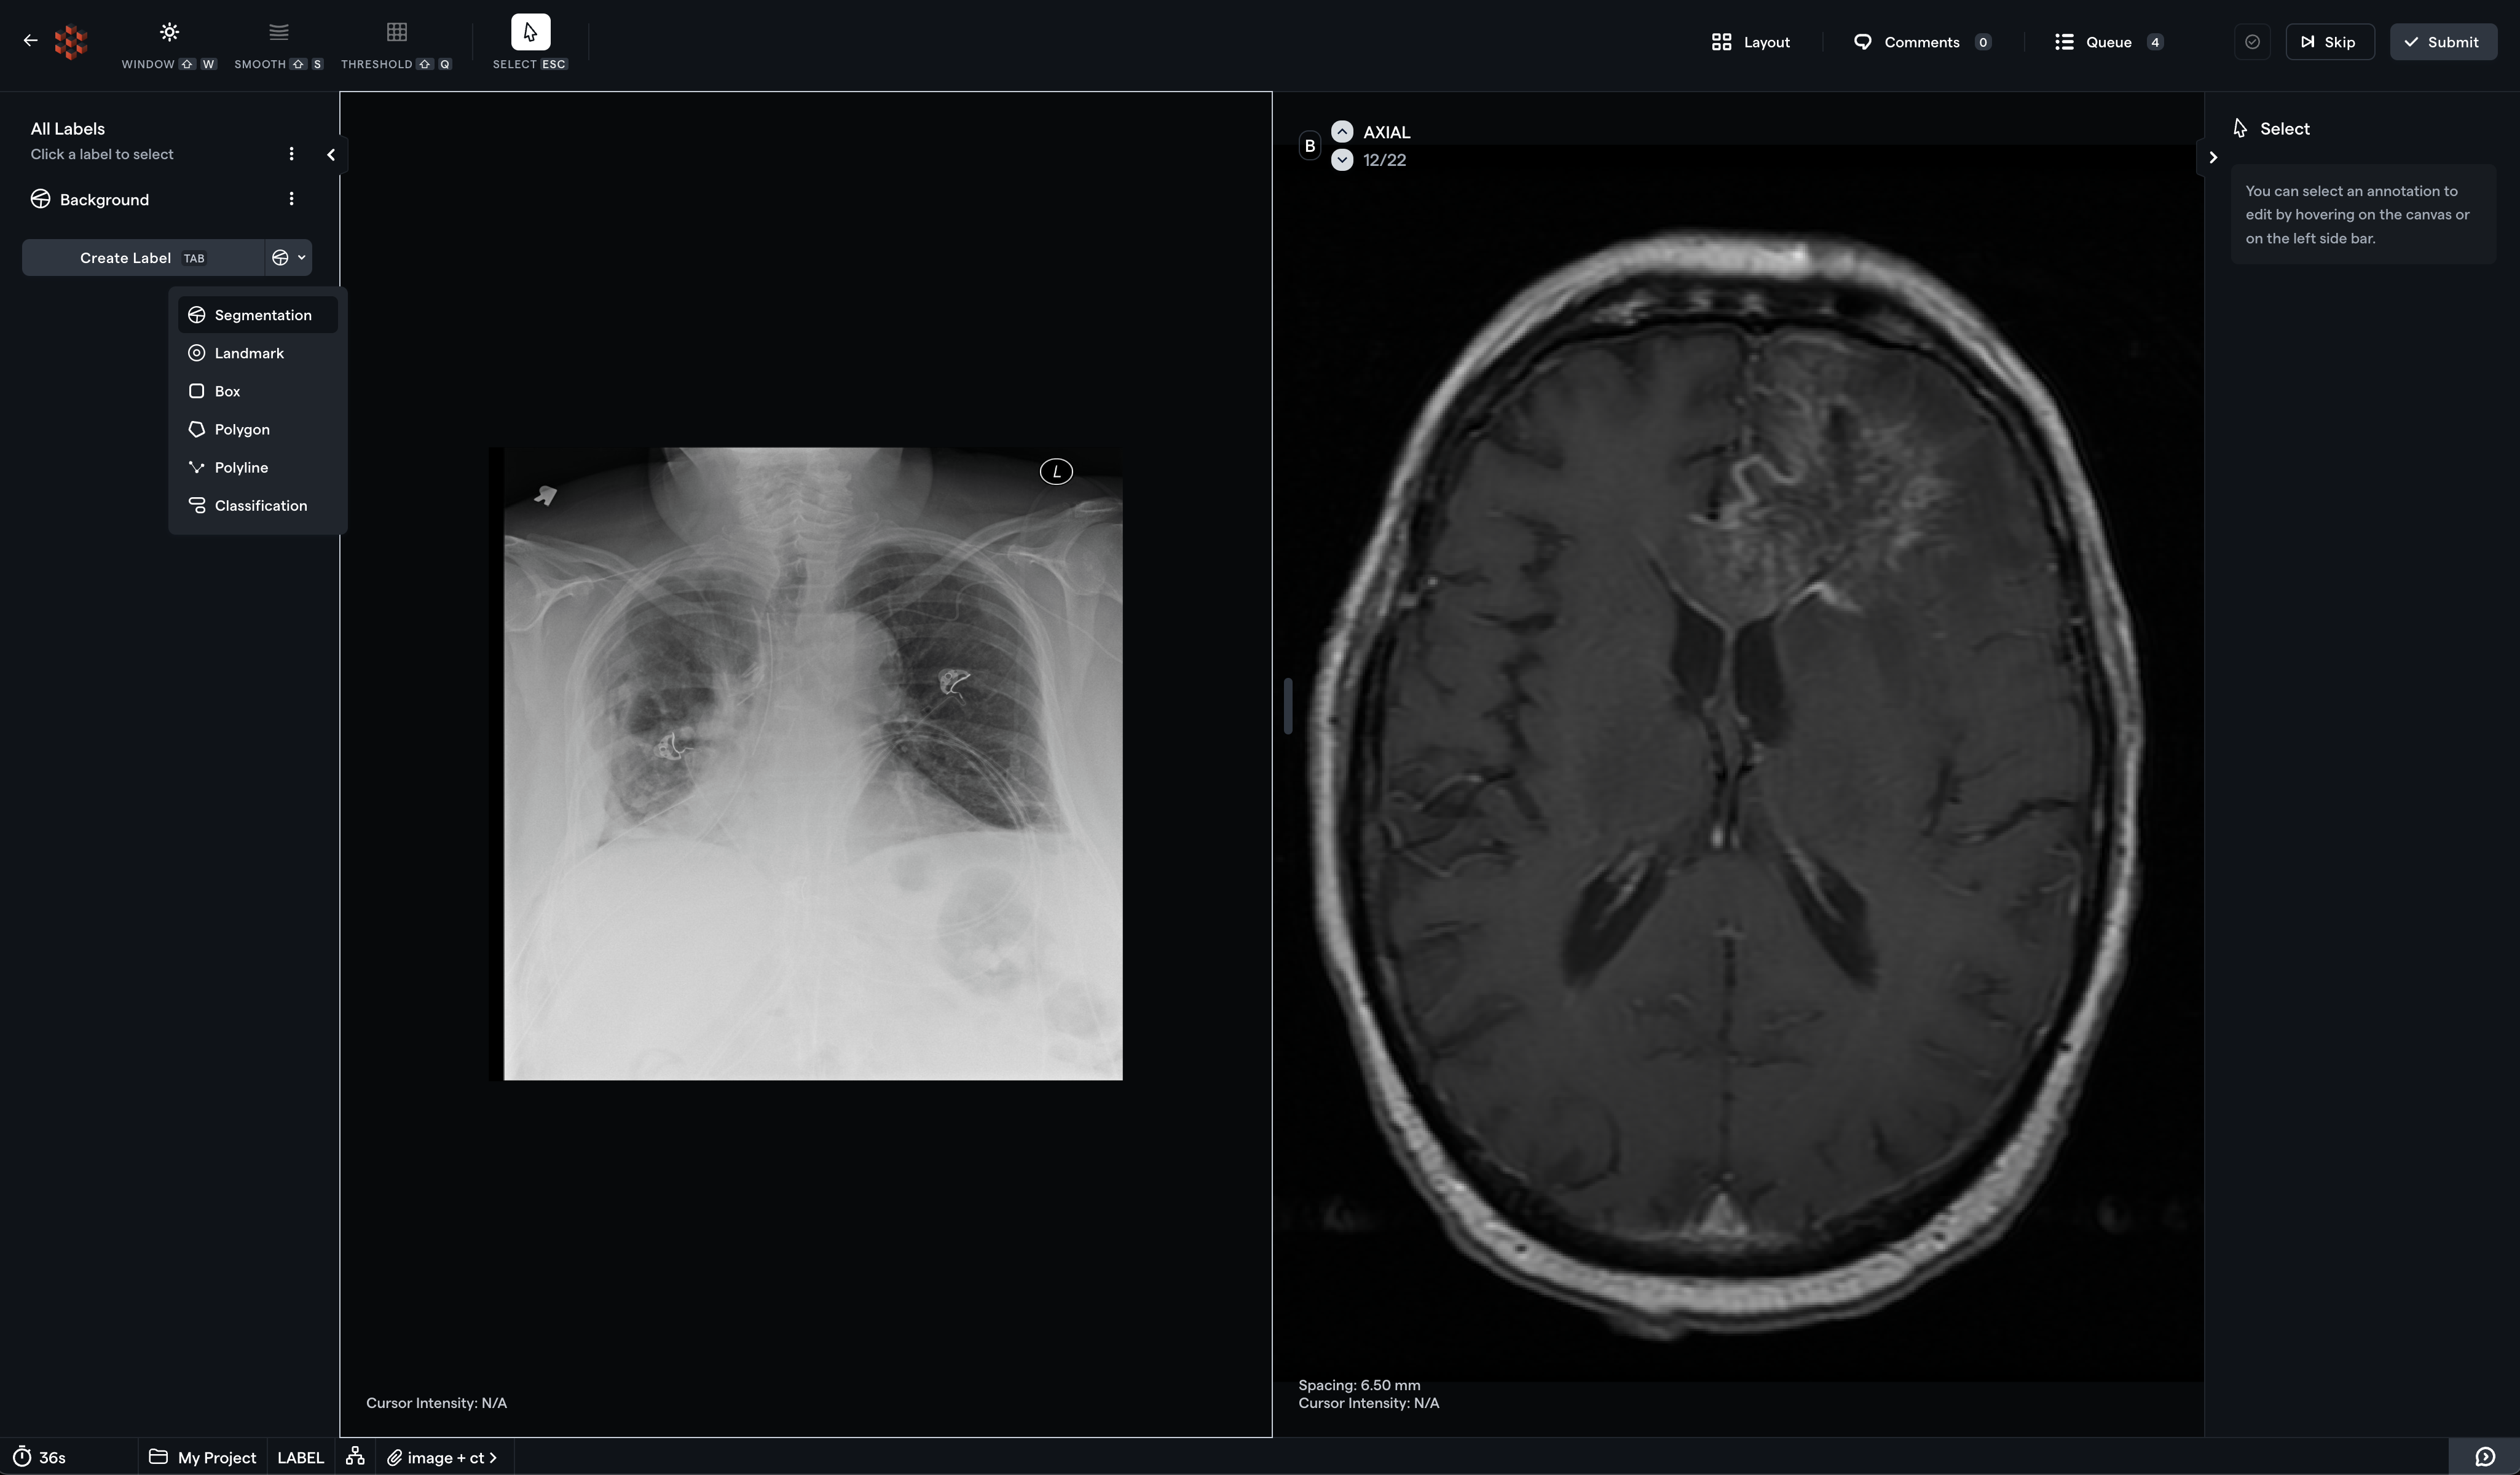 WINDOW ⇧ W
SMOOTH ⇧ S
THRESHOLD ⇧ Q
SELECT ESC
Layout
Comments 0
Queue 4
Skip
Submit
All Labels
Click a label to select
Background
Create Label TAB
Segmentation
Landmark
Box
Polygon
Polyline
Classification
L
Cursor Intensity: N/A
B
AXIAL
12/22
Spacing: 6.50 mm
Cursor Intensity: N/A
Select
You can select an annotation to
edit by hovering on the canvas or
on the left side bar.
36s
My Project
LABEL
image + ct